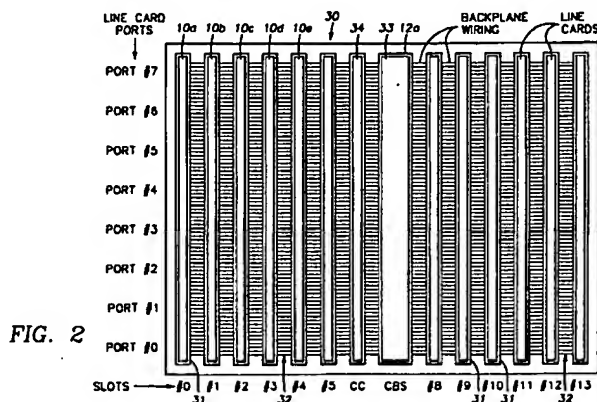 LINE CARD PORTS
10a 10b 10c 10d 10e 30 34 33 12a
BACKPLANE WIRING
LINE CARDS
PORT #7
PORT #6
PORT #5
PORT #4
PORT #3
PORT #2
PORT #1
PORT #0
FIG. 2
SLOTS #0 #1 #2 #3 #4 #5 CC CBS #8 #9 #10 #11 #12 #13
31 32 31 31 32